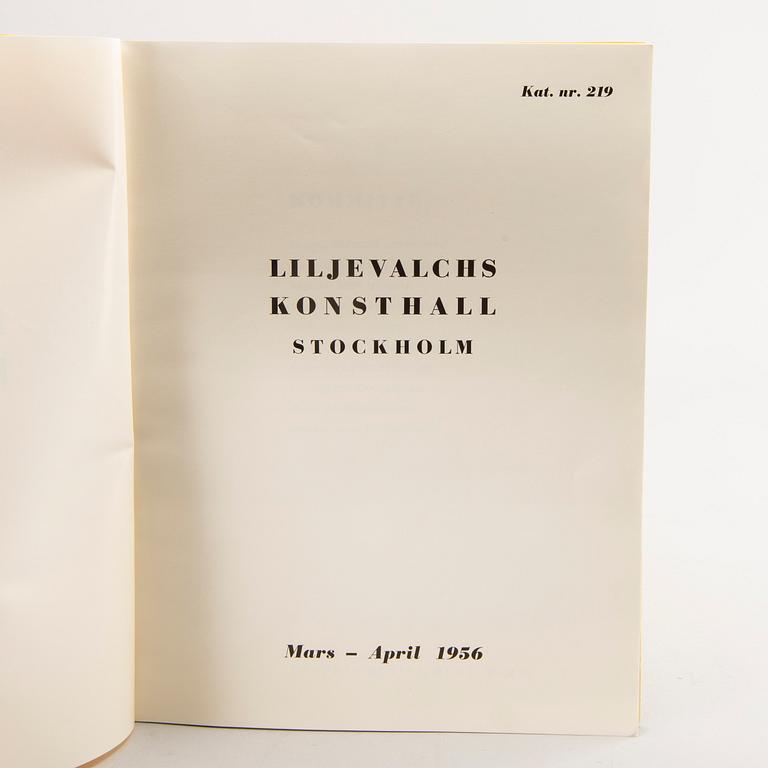 Kat. nr. 219
LILJEVALCHS
KONSTHALL
STOCKHOLM
Mars – April 1956